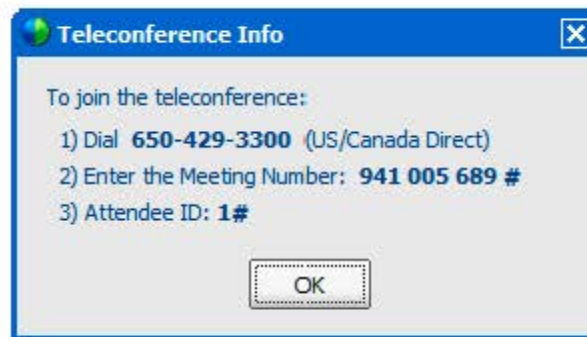 Teleconference Info
To join the teleconference:
1) Dial 650-429-3300 (US/Canada Direct)
2) Enter the Meeting Number: 941 005 689 #
3) Attendee ID: 1#
OK